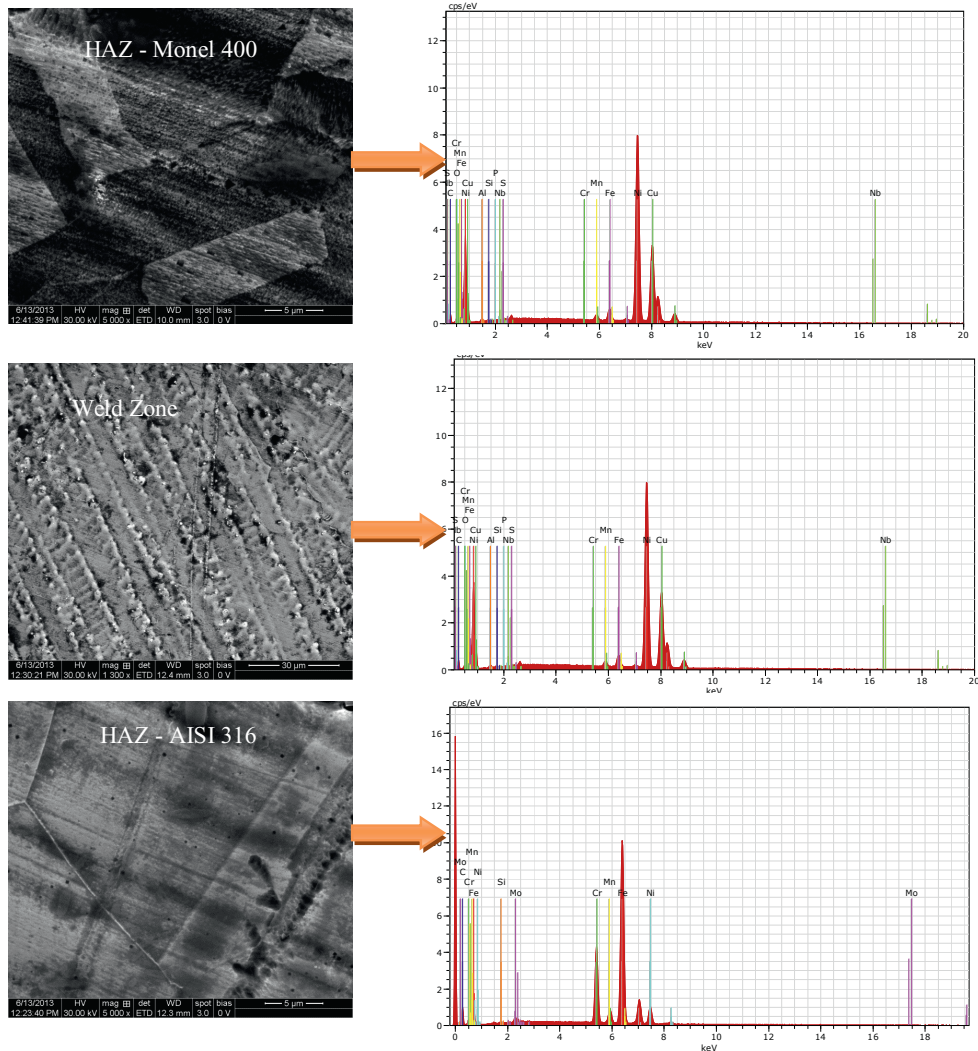 HAZ - Monel 400
6/13/2013 HV mag det WD spot bias 5 µm
12:41:39 PM 30.00 kV 5 000 x ETD 10.0 mm 3.0 0 V
cps/eV
12
10
8
6
4
2
0
Cr
Mn
S O Fe P
Nb Cu Si S Mn
C Ni Al Nb Cr Fe Ni Cu Nb
2 4 6 8 10 12 14 16 18 20
keV
Weld Zone
6/13/2013 HV mag det WD spot bias 30 µm
12:30:21 PM 30.00 kV 1 300 x ETD 12.4 mm 3.0 0 V
cps/eV
12
10
8
6
4
2
0
Cr
Mn
S O Fe P
Nb Cu Si S Mn
C Ni Al Nb Cr Fe Ni Cu Nb
2 4 6 8 10 12 14 16 18 20
keV
HAZ - AISI 316
6/13/2013 HV mag det WD spot bias 5 µm
12:23:40 PM 30.00 kV 5 000 x ETD 12.3 mm 3.0 0 V
cps/eV
16
14
12
10
8
6
4
2
0
Mn
Mo
C Ni
Cr Si Mn
Fe Mo Cr Fe Ni Mo
0 2 4 6 8 10 12 14 16 18
keV